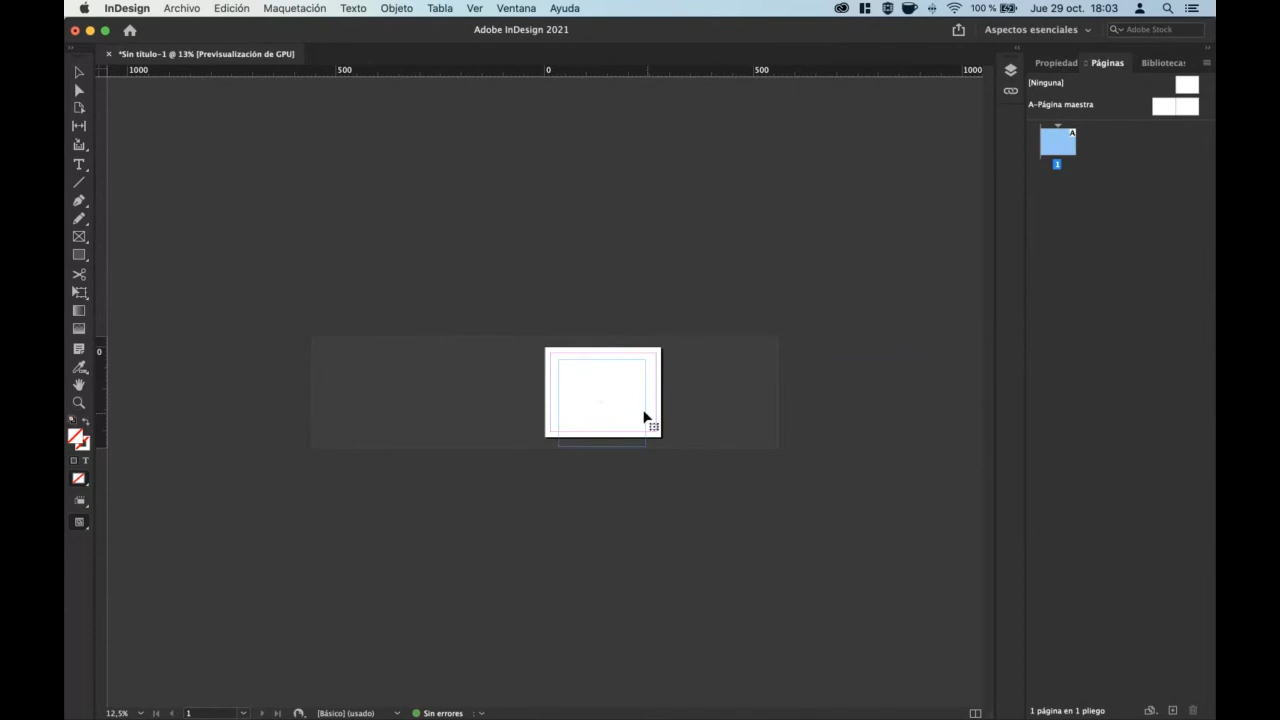 InDesign Archivo Edición Maquetación Texto Objeto Tabla Ver Ventana Ayuda 100 % Jue 29 oct. 18:03
Adobe InDesign 2021 Aspectos esenciales Adobe Stock
*Sin título-1 @ 13% [Previsualización de GPU]
Propiedad Páginas Bibliotecas
1000 500 0 500 1000
[Ninguna]
A-Página maestra
A
1
0
T
T
12,5% 1 [Básico] (usado) Sin errores 1 página en 1 pliego